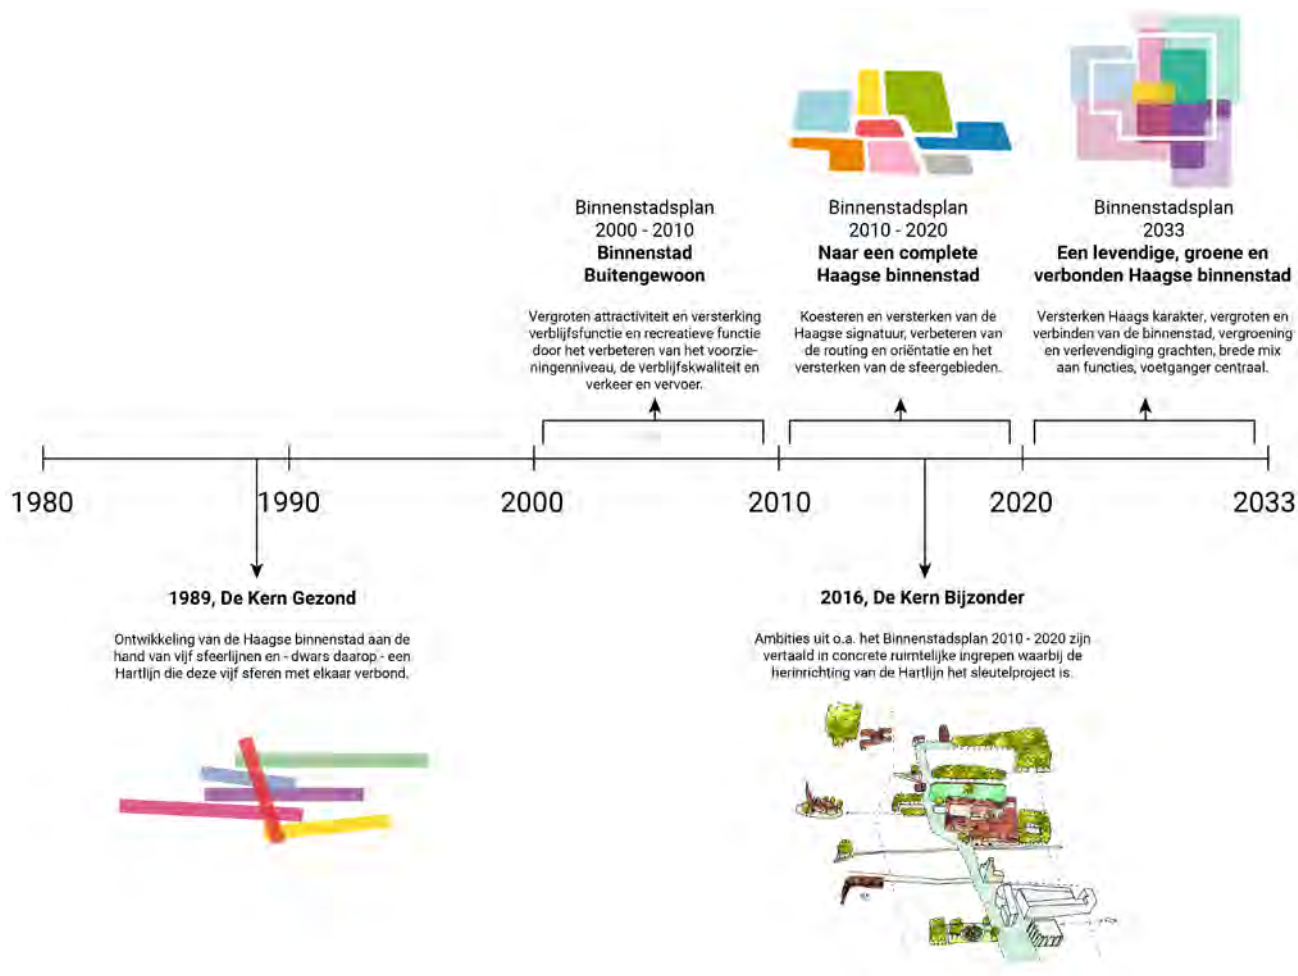 Binnenstadsplan
2000 - 2010
Binnenstad
Buitengewoon
Vergroten attractiviteit en versterking
verblijfsfunctie en recreatieve functie
door het verbeteren van het voorzie-
ningenniveau, de verblijfskwaliteit en
verkeer en vervoer.
Binnenstadsplan
2010 - 2020
Naar een complete
Haagse binnenstad
Koesteren en versterken van de
Haagse signatuur, verbeteren van
de routing en oriëntatie en het
versterken van de sfeergebieden.
Binnenstadsplan
2033
Een levendige, groene en
verbonden Haagse binnenstad
Versterken Haags karakter, vergroten en
verbinden van de binnenstad, vergroening
en verlevendiging grachten, brede mix
aan functies, voetganger centraal.
1980
1990
2000
2010
2020
2033
1989, De Kern Gezond
Ontwikkeling van de Haagse binnenstad aan de
hand van vijf sfeerlijnen en - dwars daarop - een
Hartlijn die deze vijf sferen met elkaar verbond.
2016, De Kern Bijzonder
Ambities uit o.a. het Binnenstadsplan 2010 - 2020 zijn
vertaald in concrete ruimtelijke ingrepen waarbij de
herinrichting van de Hartlijn het sleutelproject is.